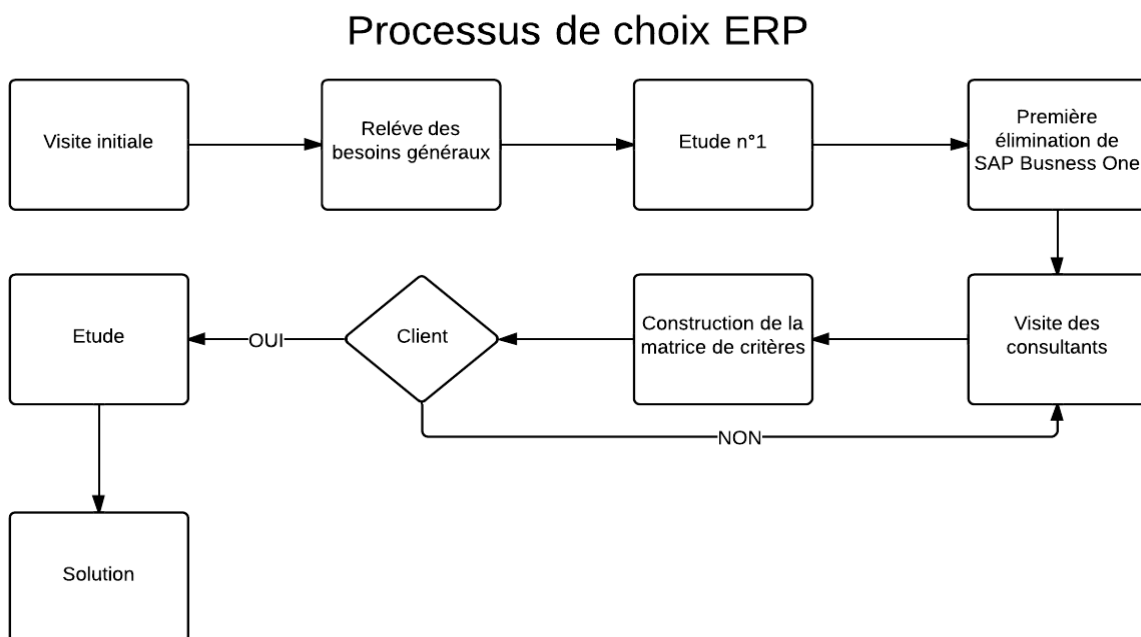 Processus de choix ERP
Visite initiale
Reléve des
besoins généraux
Etude n°1
Première
élimination de
SAP Busness One
Visite des
consultants
Construction de la
matrice de critères
Client
OUI
Etude
NON
Solution